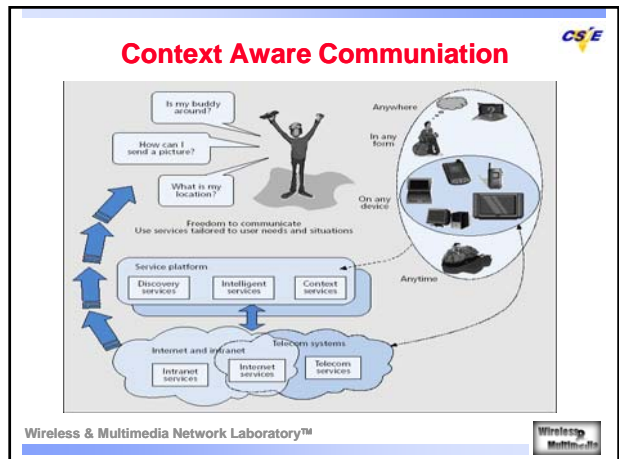 CS/E
Context Aware Communiation
Is my buddy
around?
How can I
send a picture?
What is my
location?
Freedom to communicate
Use services tailored to user needs and situations
Anywhere
In any
form
On any
device
Anytime
Service platform
Discovery
services
Intelligent
services
Context
services
Telecom systems
Internet and intranet
Intranet
services
Internet
services
Telecom
services
Wireless & Multimedia Network Laboratory™
Wireless
Multimedia